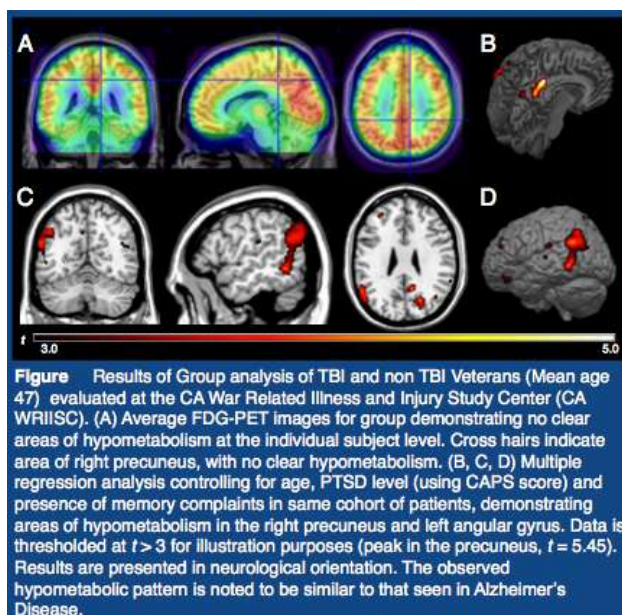 A
B
C
D
t
3.0
5.0
Figure Results of Group analysis of TBI and non TBI Veterans (Mean age
47) evaluated at the CA War Related Illness and Injury Study Center (CA
WRIISC). (A) Average FDG-PET images for group demonstrating no clear
areas of hypometabolism at the individual subject level. Cross hairs indicate
area of right precuneus, with no clear hypometabolism. (B, C, D) Multiple
regression analysis controlling for age, PTSD level (using CAPS score) and
presence of memory complaints in same cohort of patients, demonstrating
areas of hypometabolism in the right precuneus and left angular gyrus. Data is
thresholded at t > 3 for illustration purposes (peak in the precuneus, t = 5.45).
Results are presented in neurological orientation. The observed
hypometabolic pattern is noted to be similar to that seen in Alzheimer's
Disease.